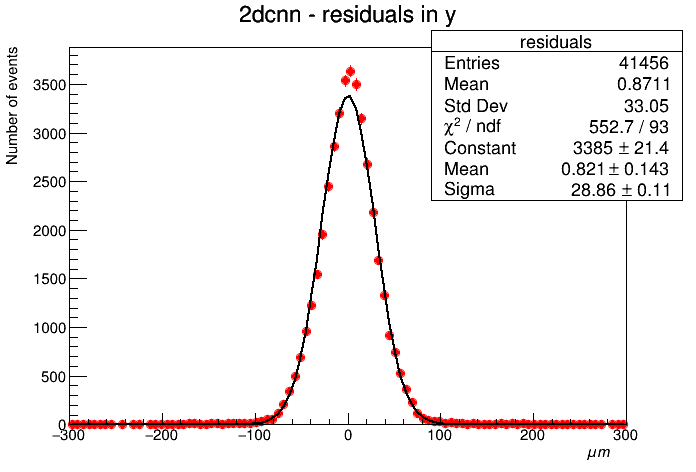 2dcnn - residuals in y
residuals
Entries 41456
Mean 0.8711
Std Dev 33.05
χ² / ndf 552.7 / 93
Constant 3385 ± 21.4
Mean 0.821 ± 0.143
Sigma 28.86 ± 0.11
Number of events
3500
3000
2500
2000
1500
1000
500
0
−300 −200 −100 0 100 200 300
μm